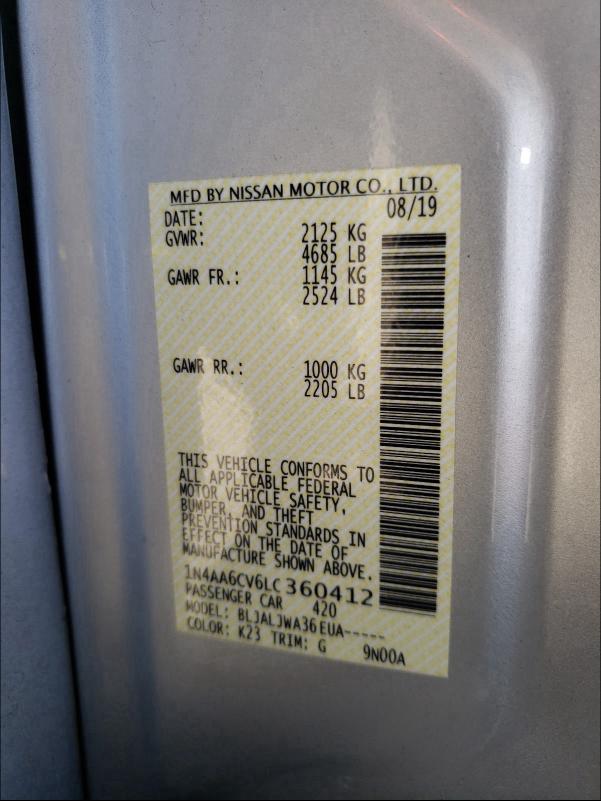 MFD BY NISSAN MOTOR CO., LTD.
DATE: 08/19
GVWR: 2125 KG
4685 LB
GAWR FR.: 1145 KG
2524 LB
GAWR RR.: 1000 KG
2205 LB
THIS VEHICLE CONFORMS TO
ALL APPLICABLE FEDERAL
MOTOR VEHICLE SAFETY,
BUMPER, AND THEFT
PREVENTION STANDARDS IN
EFFECT ON THE DATE OF
MANUFACTURE SHOWN ABOVE.
1N4AA6CV6LC360412
PASSENGER CAR 420
MODEL: BLJALJWA36EUA-----
COLOR: K23 TRIM: G 9N00A